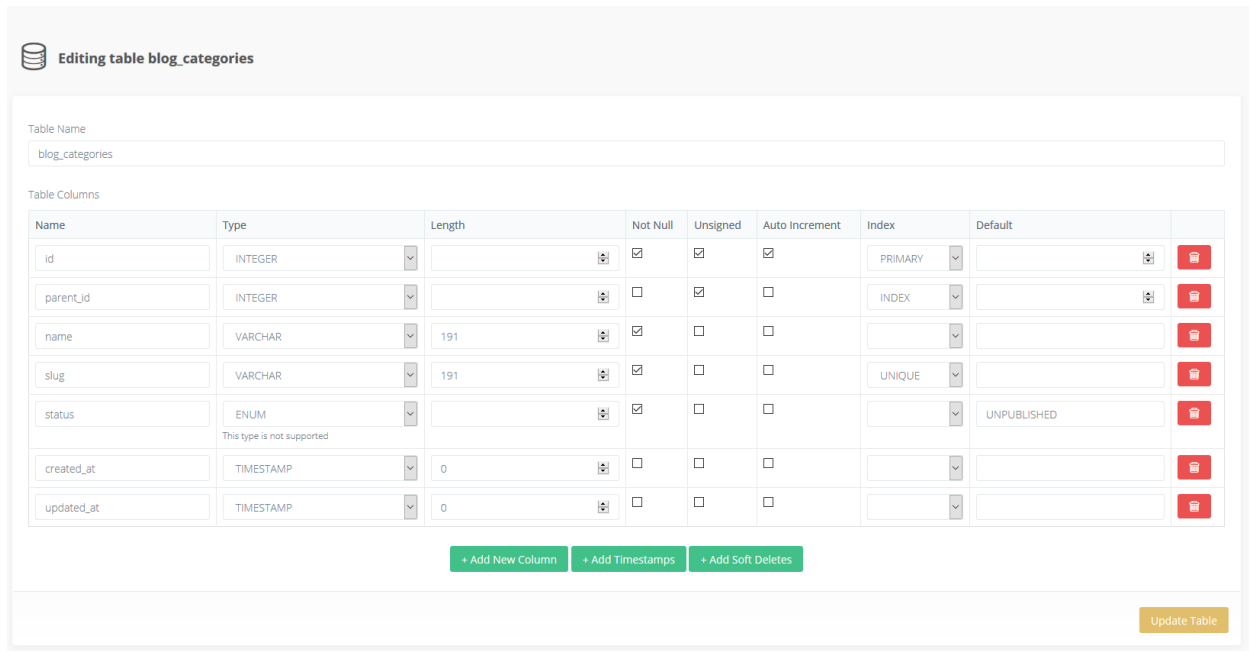 Editing table blog_categories
Table Name
blog_categories
Table Columns
Name Type Length Not Null Unsigned Auto Increment Index Default
id INTEGER PRIMARY
parent_id INTEGER INDEX
name VARCHAR 191
slug VARCHAR 191 UNIQUE
status ENUM UNPUBLISHED
This type is not supported
created_at TIMESTAMP 0
updated_at TIMESTAMP 0
+ Add New Column + Add Timestamps + Add Soft Deletes
Update Table